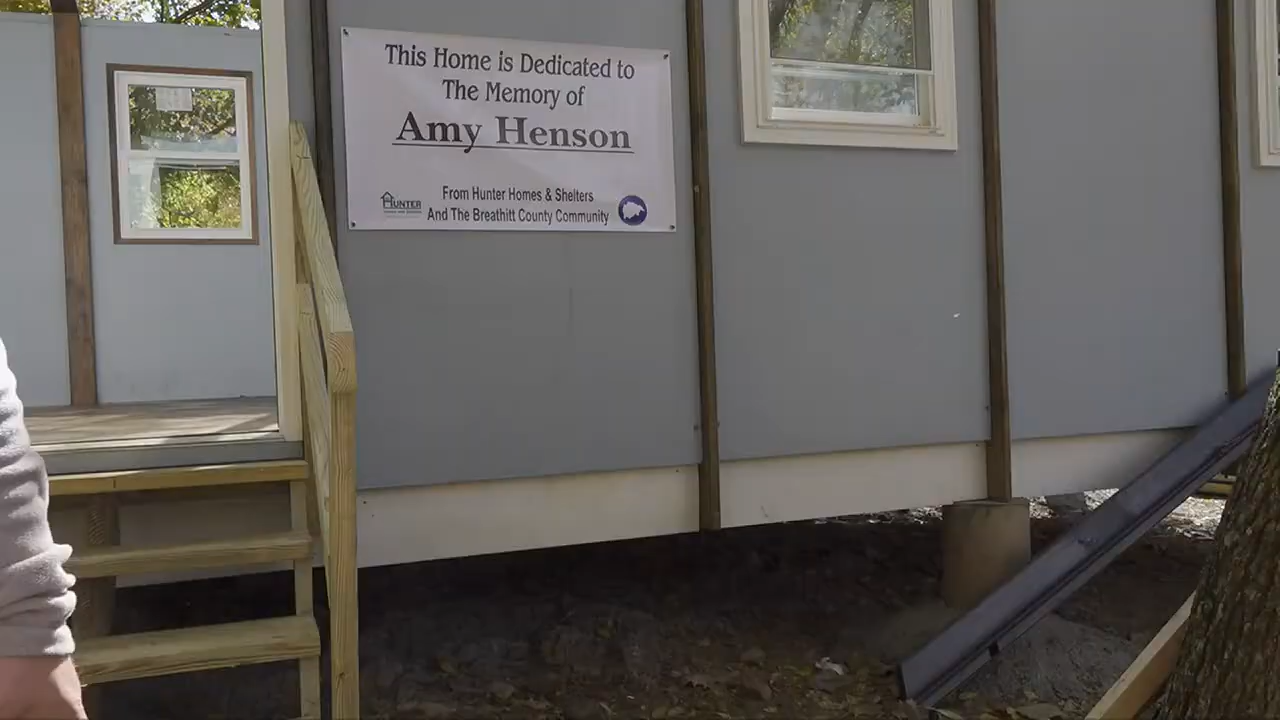 This Home is Dedicated to
The Memory of
Amy Henson
From Hunter Homes & Shelters
And The Breathitt County Community
HUNTER